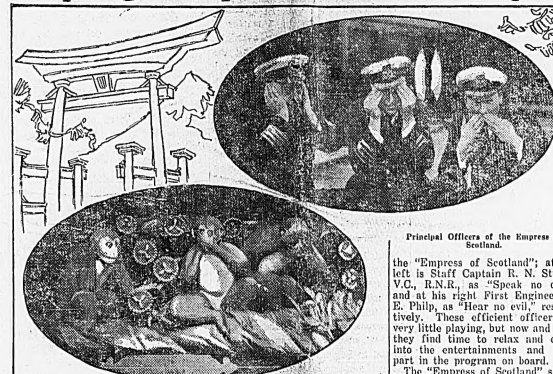 Principal Officers of the Empress
Scotland.
the "Empress of Scotland"; at
left is Staff Captain R. N. St
V.C., R.N.R., as "Speak no
and at his right First Enginee
E. Philp, as "Hear no evil," res
tively. These efficient officer
very little playing, but now and
they find time to relax and
into the entertainments and
part in the program on board.
The "Empress of Scotland"